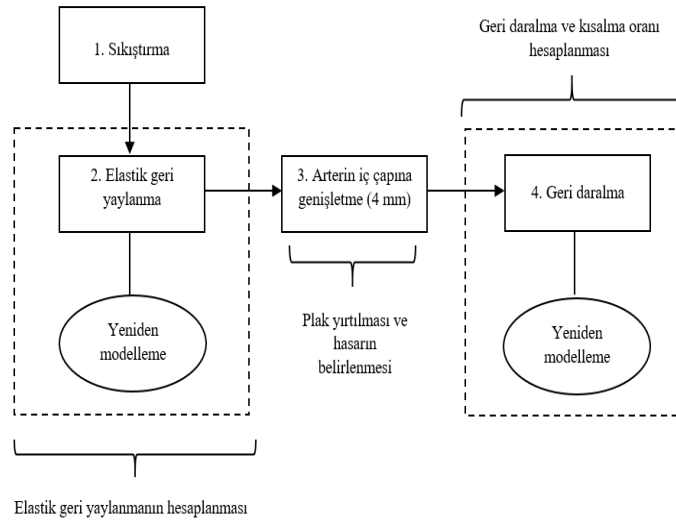 1. Sıkıştırma
Geri daralma ve kısalma oranı
hesaplanması
2. Elastik geri
yaylanma
3. Arterin iç çapına
genişletme (4 mm)
4. Geri daralma
Yeniden
modelleme
Plak yırtılması ve
hasarın
belirlenmesi
Yeniden
modelleme
Elastik geri yaylanmanın hesaplanması